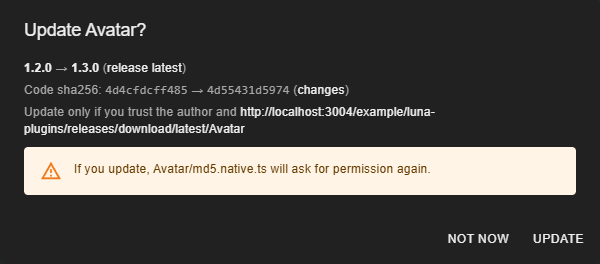 Update Avatar?
1.2.0 → 1.3.0 (release latest)
Code sha256: 4d4cfdcff485 → 4d55431d5974 (changes)
Update only if you trust the author and http://localhost:3004/example/luna-
plugins/releases/download/latest/Avatar
If you update, Avatar/md5.native.ts will ask for permission again.
NOT NOW UPDATE